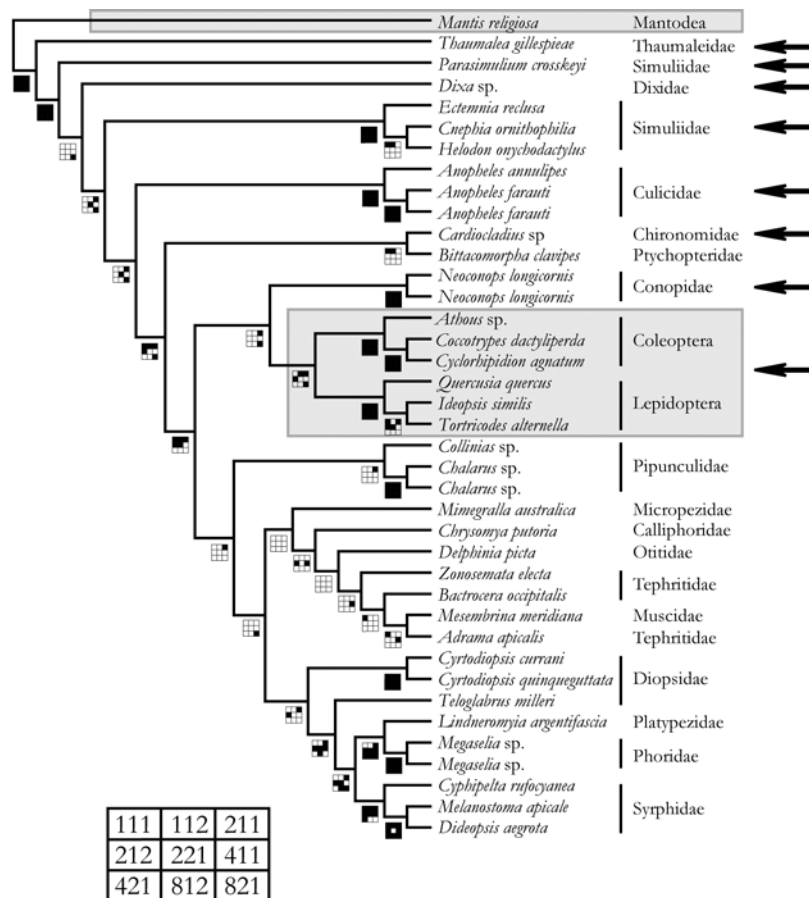 Mantis religiosa Mantodea
Thaumalea gillespieae Thaumaleidae
Parasimulium crosskeyi Simuliidae
Dixa sp. Dixidae
Ectemnia reclusa
Cnephia ornithophilia Simuliidae
Helodon onychodactylus
Anopheles annulipes
Anopheles farauti Culicidae
Anopheles farauti
Cardiocladius sp Chironomidae
Bittacomorpha clavipes Ptychopteridae
Neoconops longicornis Conopidae
Neoconops longicornis
Athous sp.
Coccotrypes dactyliperda Coleoptera
Cyclorhipidion agnatum
Quercusia quercus
Ideopsis similis Lepidoptera
Tortricodes alternella
Collinias sp.
Chalarus sp. Pipunculidae
Chalarus sp.
Mimegralla australica Micropezidae
Chrysomya putoria Calliphoridae
Delphinia picta Otitidae
Zonosemata electa Tephritidae
Bactrocera occipitalis
Mesembrina meridiana Muscidae
Adrama apicalis Tephritidae
Cyrtodiopsis currani
Cyrtodiopsis quinqueguttata Diopsidae
Teloglabrus milleri
Lindneromyia argentifascia Platypezidae
Megaselia sp. Phoridae
Megaselia sp.
Cyphipelta rufocyanea
Melanostoma apicale Syrphidae
Dideopsis aegrota
111 112 211
212 221 411
421 812 821